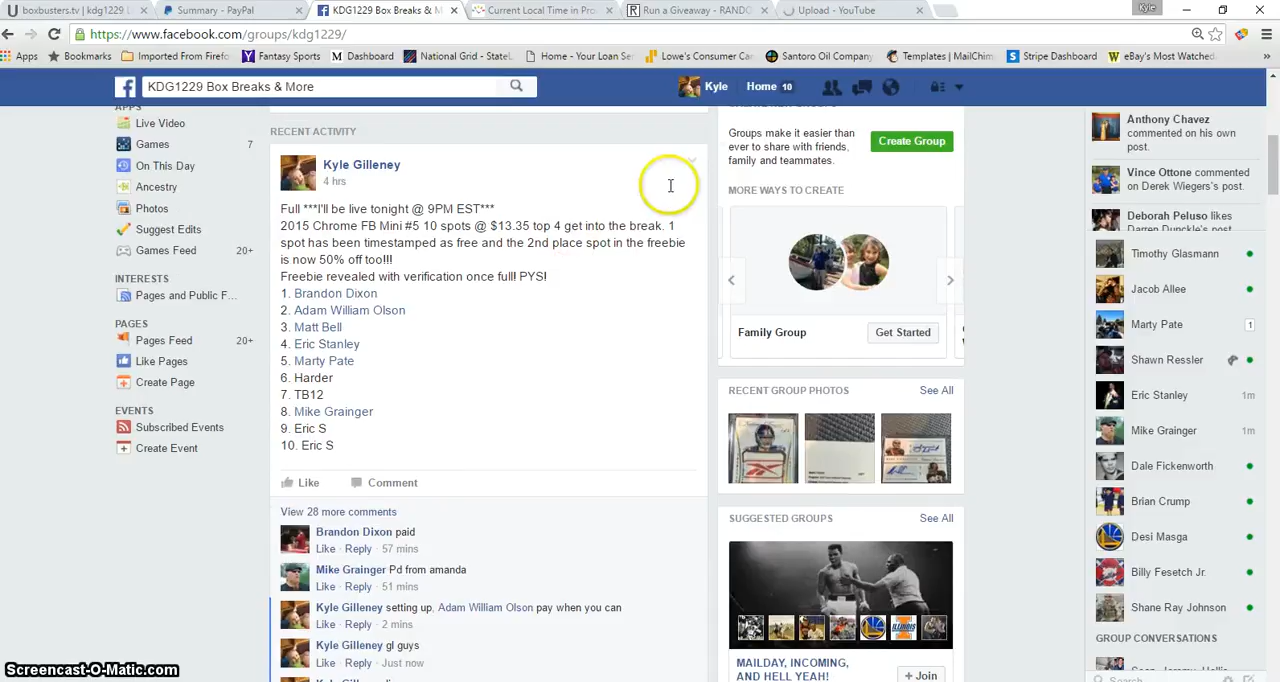 boxbusters.tv | kdg1229 L
Summary - PayPal
KDG1229 Box Breaks & M
Current Local Time in Pro
Run a Giveaway - RANDO
Upload - YouTube
Kyle
https://www.facebook.com/groups/kdg1229/
Apps
Bookmarks
Imported From Firefo
Fantasy Sports
Dashboard
National Grid - StateL
Home - Your Loan Ser
Lowe's Consumer Car
Santoro Oil Company
Templates | MailChim
Stripe Dashboard
eBay's Most Watched
KDG1229 Box Breaks & More
Kyle
Home 10
APPS
Live Video
Games 7
On This Day
Ancestry
Photos
Suggest Edits
Games Feed 20+
INTERESTS
Pages and Public F...
PAGES
Pages Feed 20+
Like Pages
Create Page
EVENTS
Subscribed Events
Create Event
RECENT ACTIVITY
Kyle Gilleney
4 hrs
Full ***I'll be live tonight @ 9PM EST***
2015 Chrome FB Mini #5 10 spots @ $13.35 top 4 get into the break. 1
spot has been timestamped as free and the 2nd place spot in the freebie
is now 50% off too!!!
Freebie revealed with verification once full! PYS!
1. Brandon Dixon
2. Adam William Olson
3. Matt Bell
4. Eric Stanley
5. Marty Pate
6. Harder
7. TB12
8. Mike Grainger
9. Eric S
10. Eric S
Like Comment
View 28 more comments
Brandon Dixon paid
Like · Reply · 57 mins
Mike Grainger Pd from amanda
Like · Reply · 51 mins
Kyle Gilleney setting up, Adam William Olson pay when you can
Like · Reply · 2 mins
Kyle Gilleney gl guys
Like · Reply · Just now
Groups make it easier than
ever to share with friends,
family and teammates.
Create Group
MORE WAYS TO CREATE
Family Group
Get Started
RECENT GROUP PHOTOS See All
SUGGESTED GROUPS See All
MAILDAY, INCOMING,
AND HELL YEAH!
+ Join
Anthony Chavez
commented on his own
post.
Vince Ottone commented
on Derek Wiegers's post.
Deborah Peluso likes
Darren Dunckle's post.
Timothy Glasmann
Jacob Allee
Marty Pate 1
Shawn Ressler
Eric Stanley 1m
Mike Grainger 1m
Dale Fickenworth
Brian Crump
Desi Masga
Billy Fesetch Jr.
Shane Ray Johnson
GROUP CONVERSATIONS
Search
Screencast-O-Matic.com